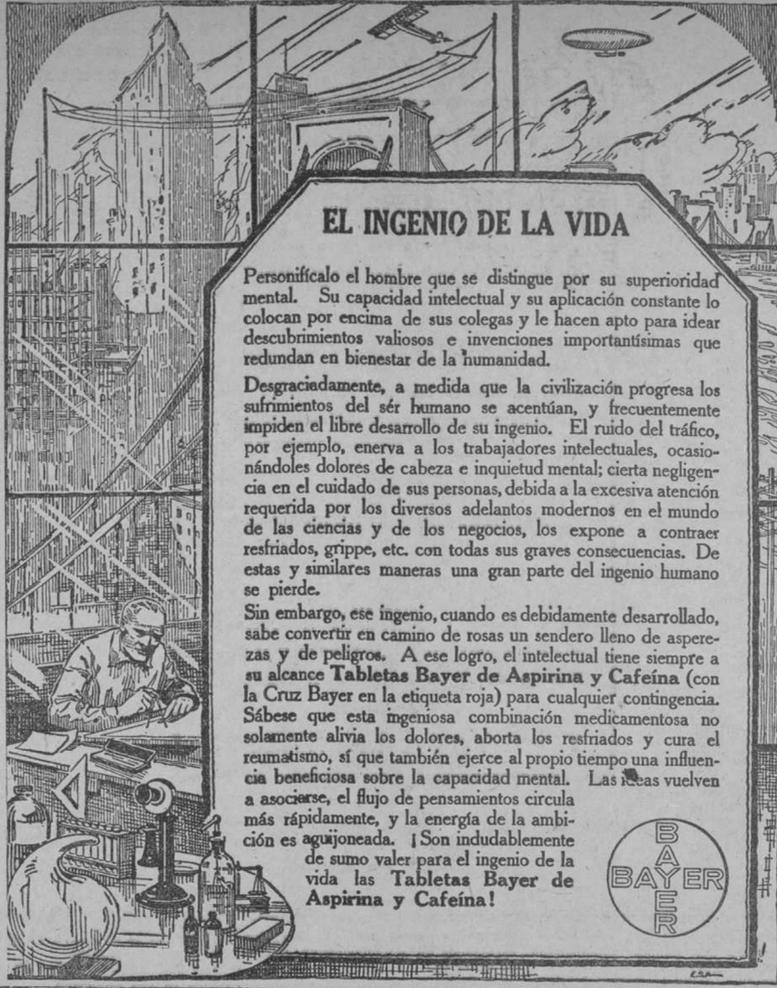 EL INGENIO DE LA VIDA
Personifícalo el hombre que se distingue por su superioridad
mental. Su capacidad intelectual y su aplicación constante lo
colocan por encima de sus colegas y le hacen apto para idear
descubrimientos valiosos e invenciones importantísimas que
redundan en bienestar de la humanidad.
Desgraciadamente, a medida que la civilización progresa los
sufrimientos del sér humano se acentúan, y frecuentemente
impiden el libre desarrollo de su ingenio. El ruido del tráfico,
por ejemplo, enerva a los trabajadores intelectuales, ocasio-
nándoles dolores de cabeza e inquietud mental; cierta negligen-
cia en el cuidado de sus personas, debida a la excesiva atención
requerida por los diversos adelantos modernos en el mundo
de las ciencias y de los negocios, los expone a contraer
resfriados, grippe, etc. con todas sus graves consecuencias. De
estas y similares maneras una gran parte del ingenio humano
se pierde.
Sin embargo, ese ingenio, cuando es debidamente desarrollado,
sabe convertir en camino de rosas un sendero lleno de aspere-
zas y de peligros. A ese logro, el intelectual tiene siempre a
su alcance Tabletas Bayer de Aspirina y Cafeína (con
la Cruz Bayer en la etiqueta roja) para cualquier contingencia.
Sábese que esta ingeniosa combinación medicamentosa no
solamente alivia los dolores, aborta los resfriados y cura el
reumatismo, sí que también ejerce al propio tiempo una influen-
cia beneficiosa sobre la capacidad mental. Las ideas vuelven
a asociarse, el flujo de pensamientos circula
más rápidamente, y la energía de la ambi-
ción es aguijoneada. ¡Son indudablemente
de sumo valer para el ingenio de la
vida las Tabletas Bayer de
Aspirina y Cafeína!
BAYER
BAYER